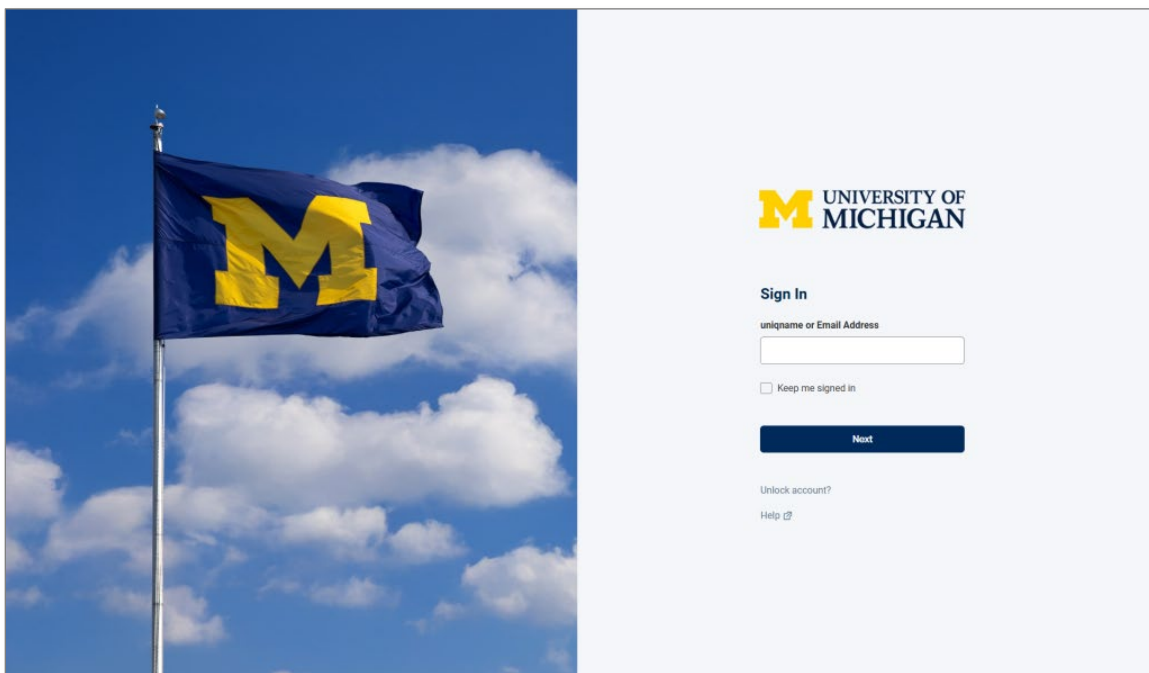 M
M UNIVERSITY OF
MICHIGAN
Sign In
uniqname or Email Address
Keep me signed in
Next
Unlock account?
Help